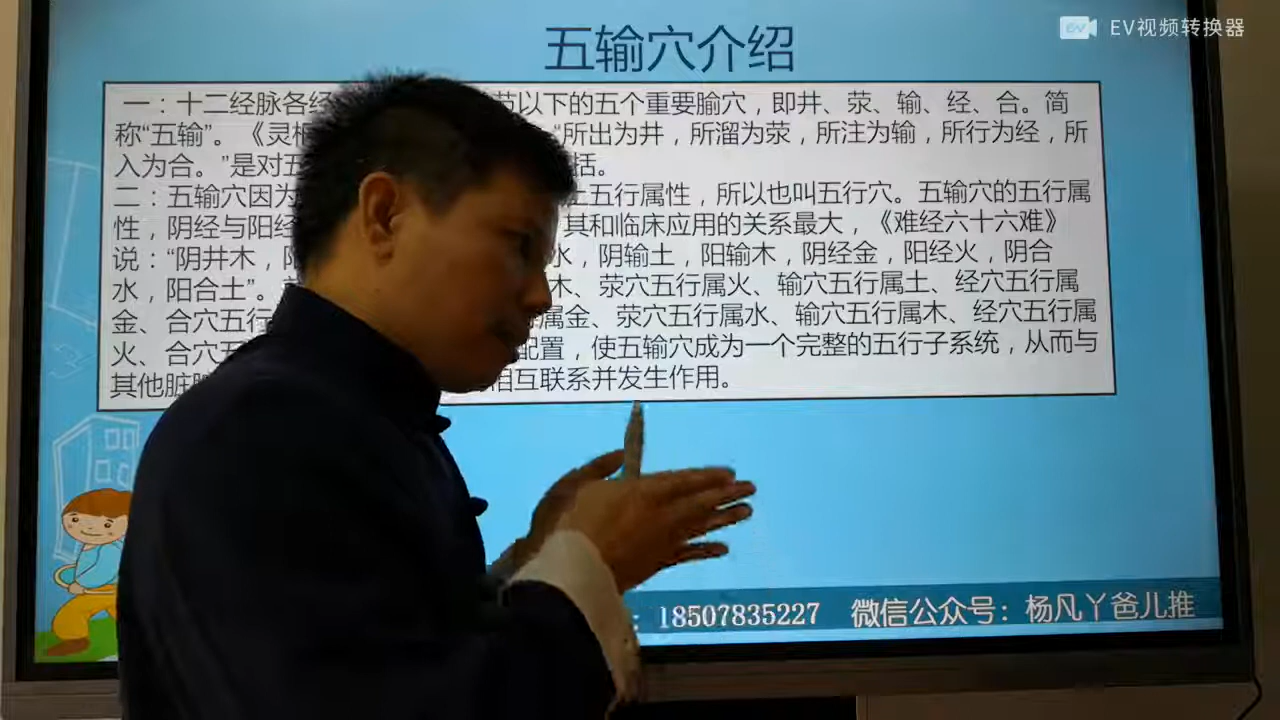 EV视频转换器
五输穴介绍
一：十二经脉各经 以下的五个重要腧穴，即井、荥、输、经、合。简
称“五输”。《灵 “所出为井，所溜为荥，所注为输，所行为经，所
入为合。”是对五 括。
二：五输穴因为 五行属性，所以也叫五行穴。五输穴的五行属
性，阴经与阳经 其和临床应用的关系最大，《难经六十六难》
说：“阴井木， 水，阴输土，阳输木，阴经金，阳经火，阴合
水，阳合土”。 木、荥穴五行属火、输穴五行属土、经穴五行属
金、合穴五行 属金、荥穴五行属水、输穴五行属木、经穴五行属
火、合穴 配置，使五输穴成为一个完整的五行子系统，从而与
其他脏 相互联系并发生作用。
：18507835227 微信公众号：杨凡丫爸儿推